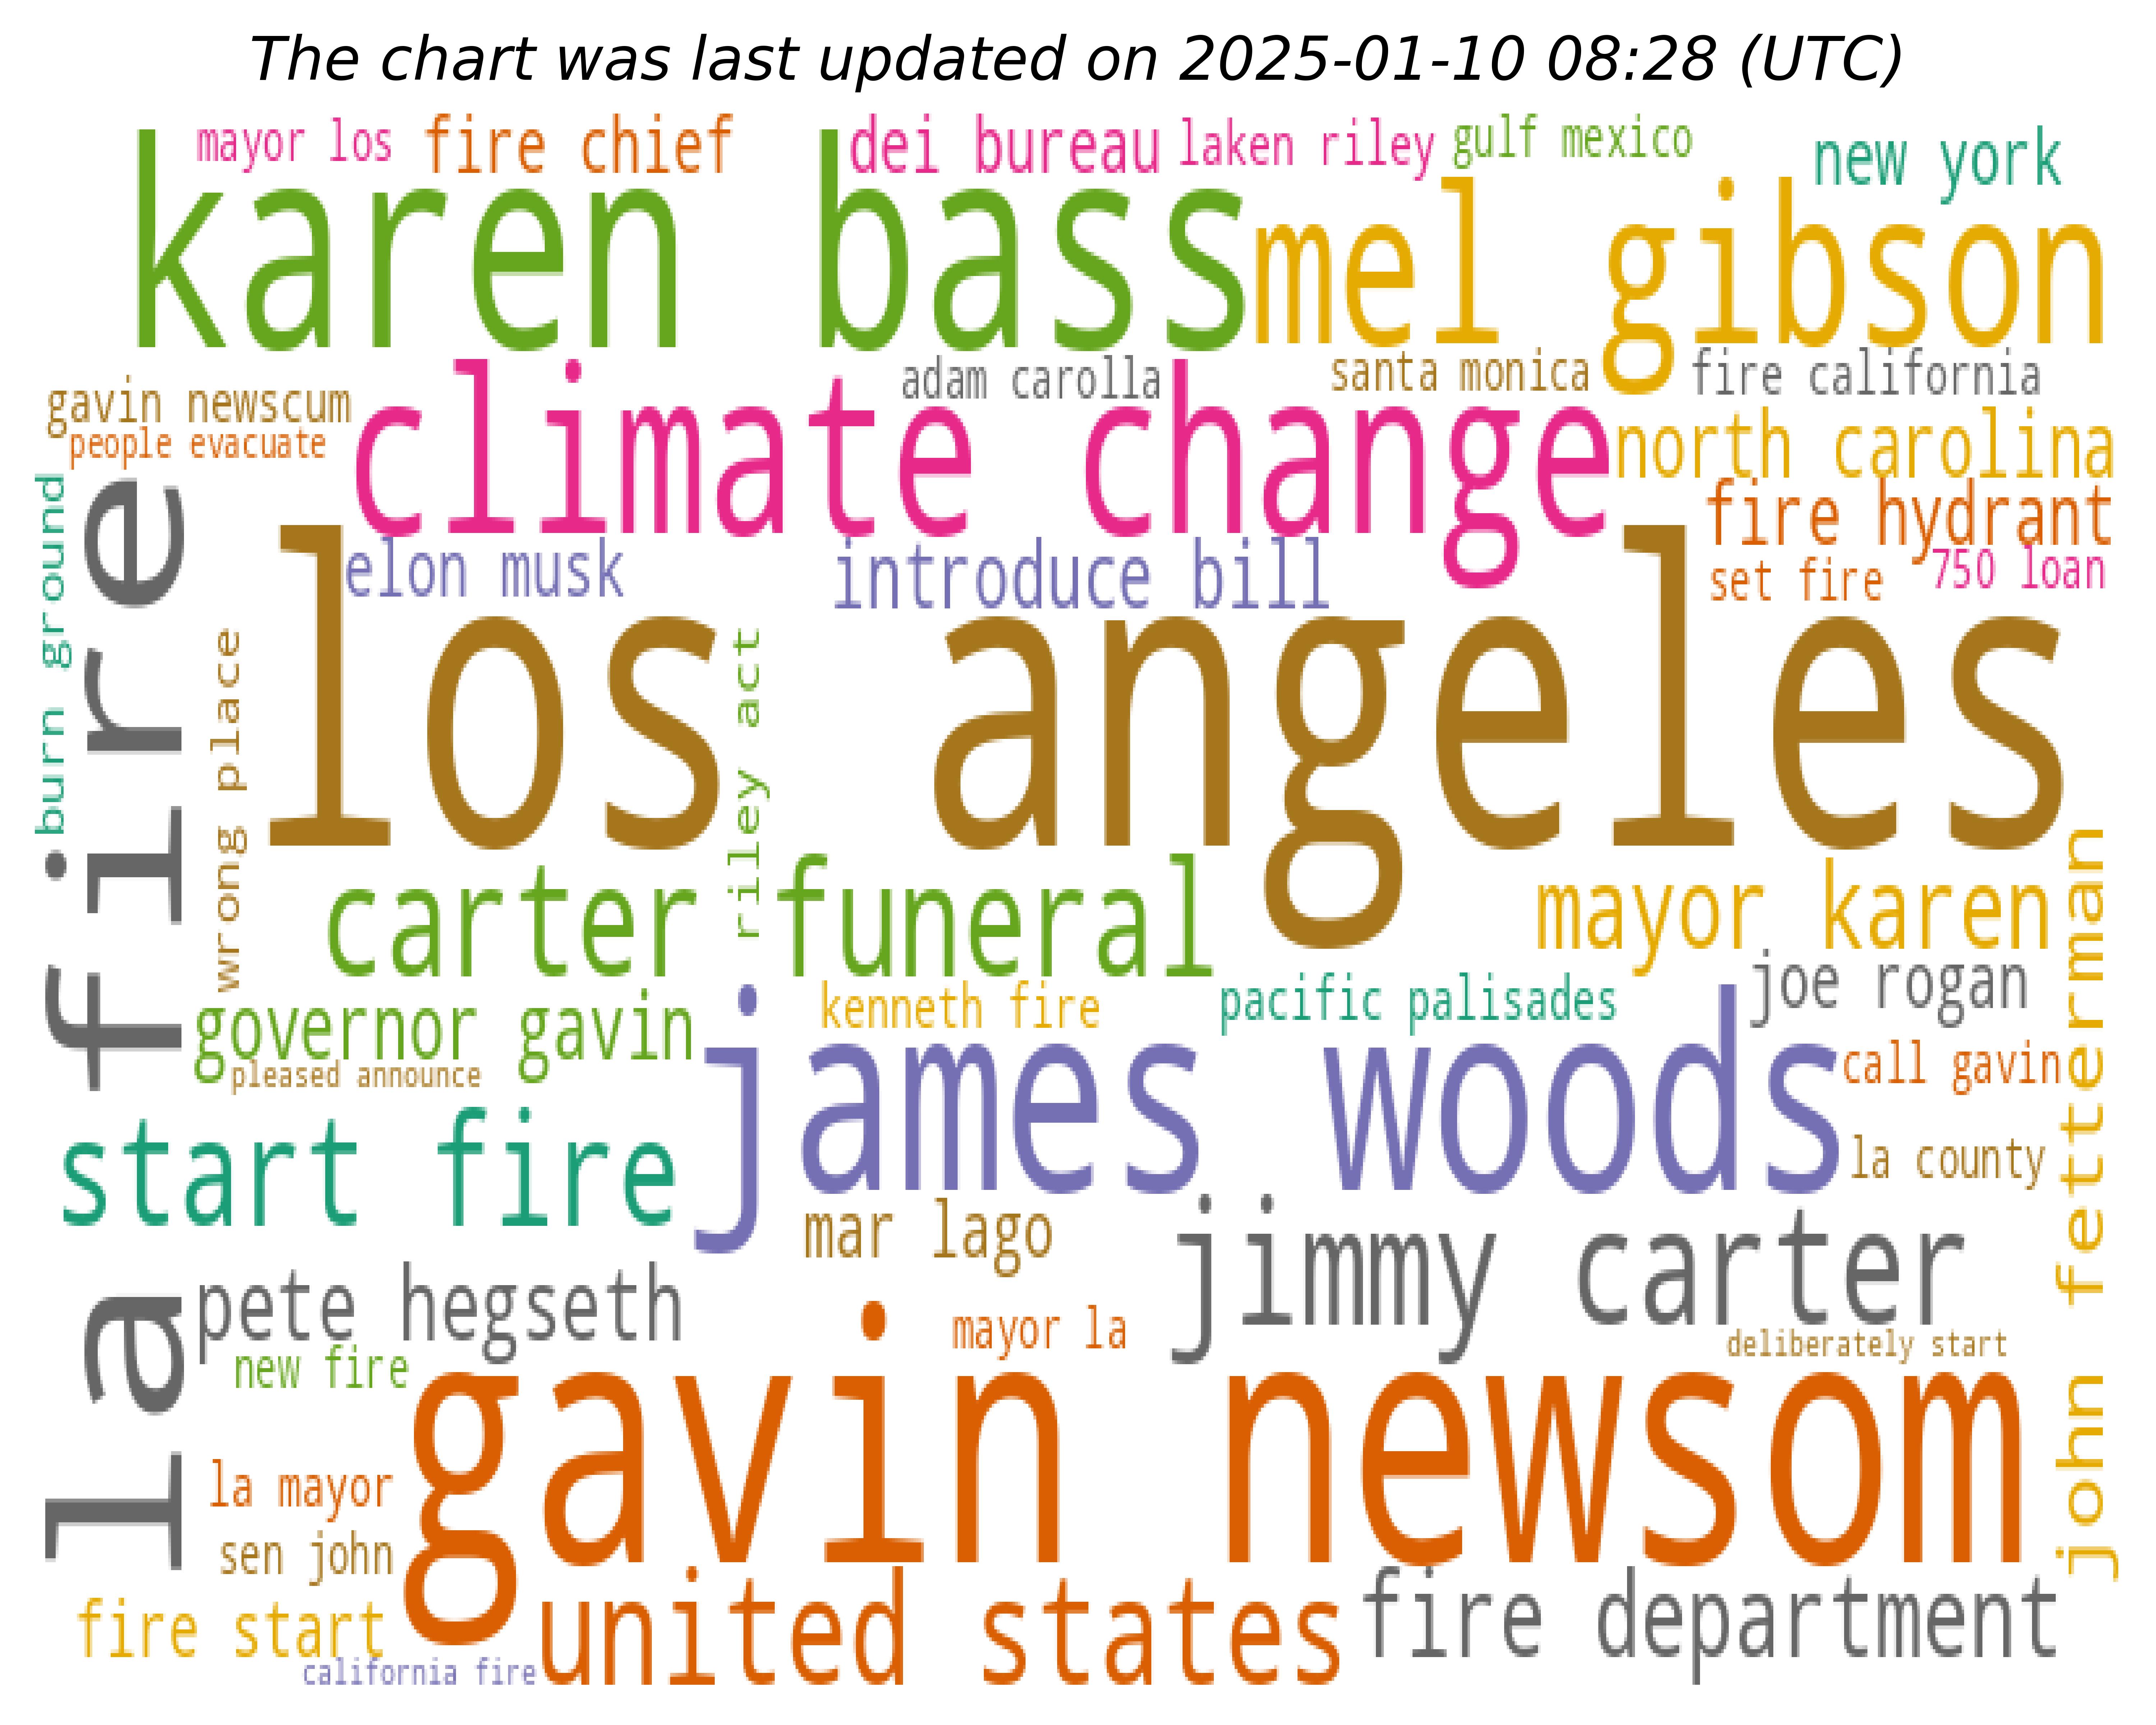 The chart was last updated on 2025-01-10 08:28 (UTC)
mayor los
fire chief
dei bureau
laken riley
gulf mexico
new york
karen bass
mel gibson
gavin newscum
people evacuate
climate change
adam carolla
santa monica
fire california
north carolina
fire hydrant
burn ground
la fire
elon musk
introduce bill
set fire
750 loan
wrong place
los angeles
riley act
carter funeral
mayor karen
john fetterman
joe rogan
governor gavin
kenneth fire
pacific palisades
pleased announce
james woods
call gavin
start fire
la county
mar lago
jimmy carter
pete hegseth
mayor la
deliberately start
new fire
gavin newsom
la mayor
sen john
fire start
united states
fire department
california fire